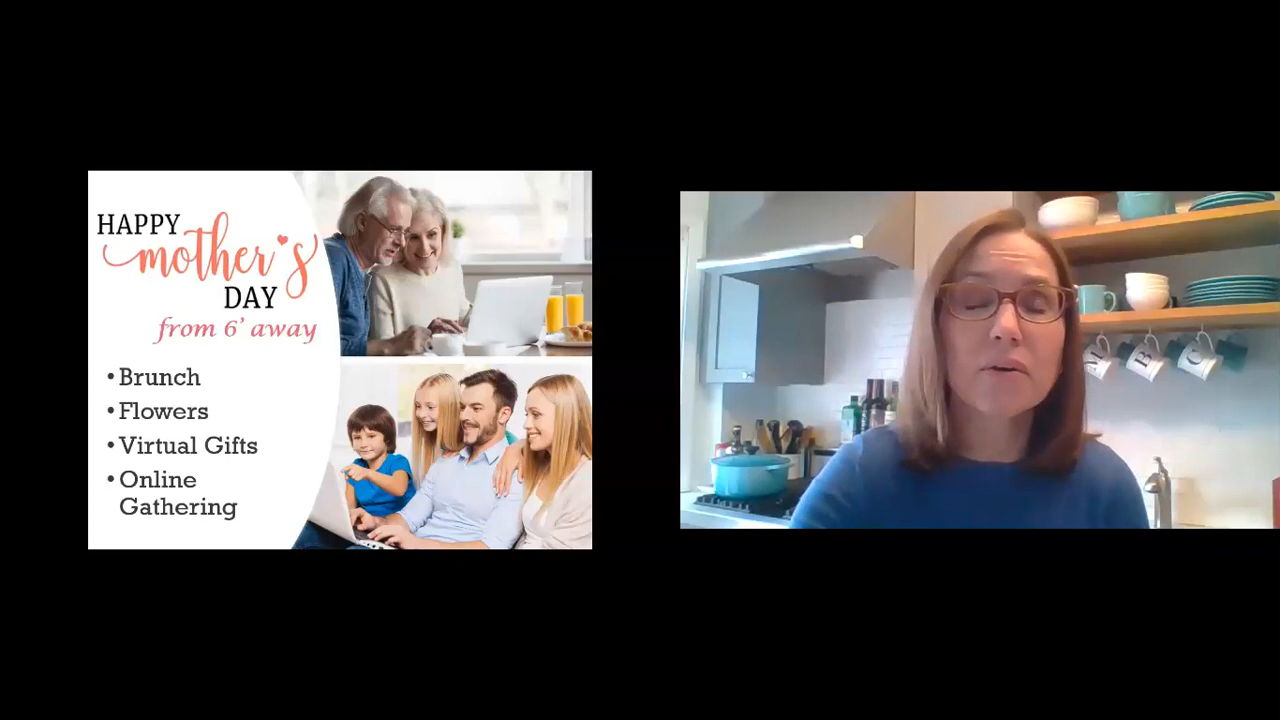 HAPPY
mother's
DAY
from 6' away
• Brunch
• Flowers
• Virtual Gifts
• Online
Gathering
M
B
C